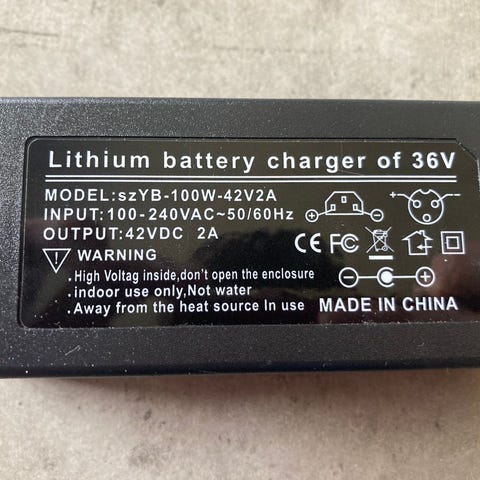 Lithium battery charger of 36V
MODEL:szYB-100W-42V2A
INPUT:100-240VAC~50/60Hz
OUTPUT:42VDC 2A
WARNING
.High Voltag inside,don't open the enclosure
.indoor use only,Not water
.Away from the heat source In use
CE FC
MADE IN CHINA